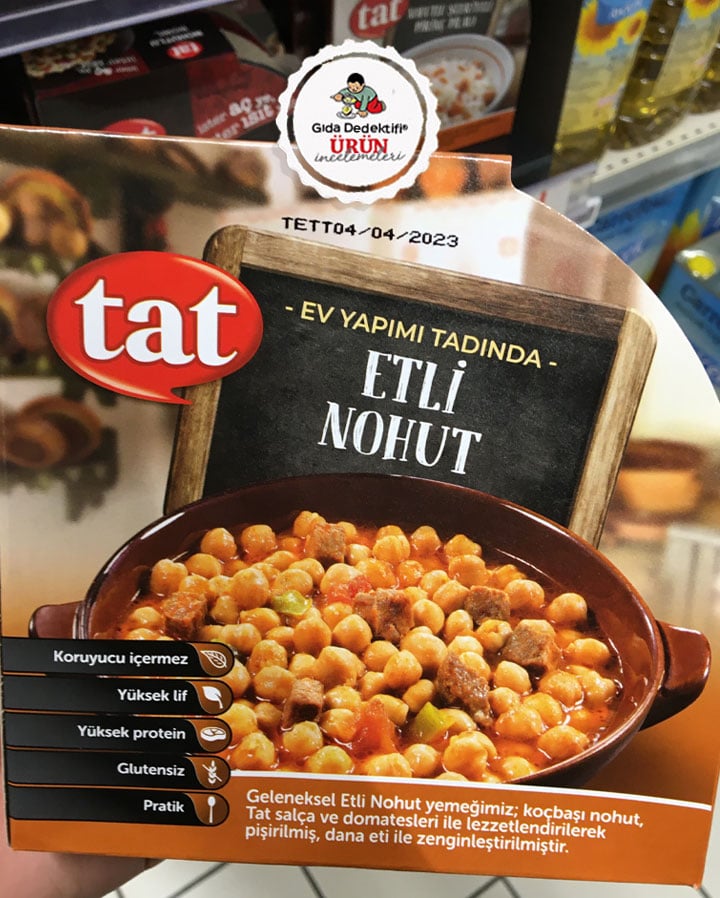 tat
tat
Gıda Dedektifi®
ÜRÜN
incelemeleri
TETT04/04/2023
tat
- EV YAPIMI TADINDA -
ETLİ
NOHUT
Koruyucu içermez
Yüksek lif
Yüksek protein
Glutensiz
Pratik
Geleneksel Etli Nohut yemeğimiz; koçbaşı nohut,
Tat salça ve domatesleri ile lezzetlendirilerek
pişirilmiş, dana eti ile zenginleştirilmiştir.